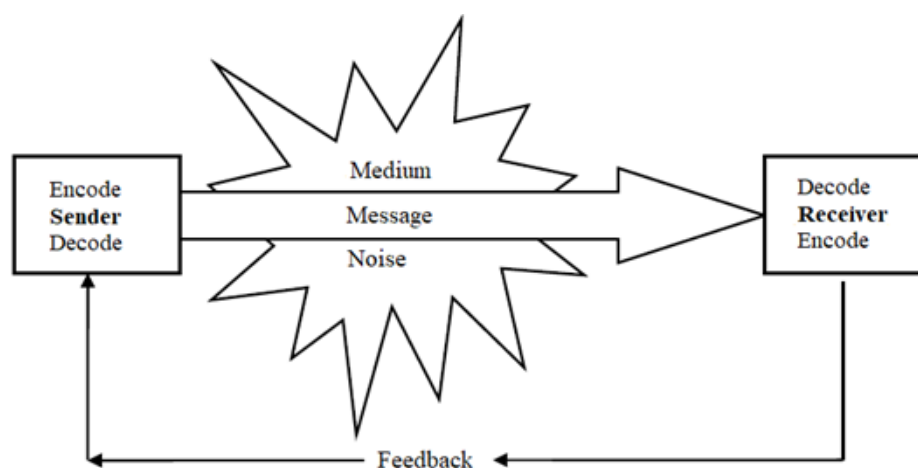 Encode
Sender
Decode
Medium
Message
Noise
Decode
Receiver
Encode
Feedback